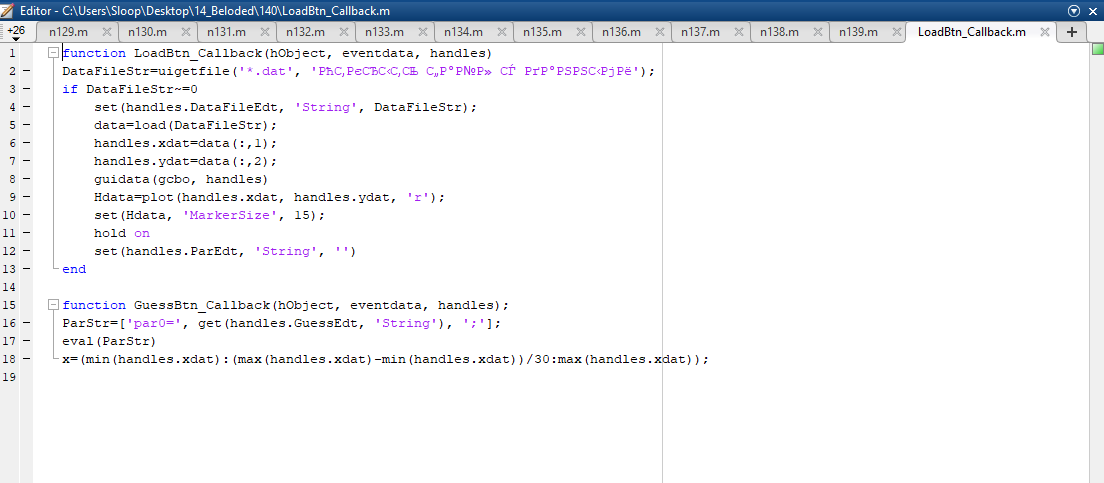 Editor - C:\Users\Sloop\Desktop\14_Beloded\140\LoadBtn_Callback.m
+26 n129.m n130.m n131.m n132.m n133.m n134.m n135.m n136.m n137.m n138.m n139.m LoadBtn_Callback.m
1 function LoadBtn_Callback(hObject, eventdata, handles)
2 DataFileStr=uigetfile('*.dat', 'РћС‚РєСЂС‹С‚СЊ С„Р°Р№Р» СЃ РґР°РЅРЅС‹РјРё');
3 if DataFileStr~=0
4 set(handles.DataFileEdt, 'String', DataFileStr);
5 data=load(DataFileStr);
6 handles.xdat=data(:,1);
7 handles.ydat=data(:,2);
8 guidata(gcbo, handles)
9 Hdata=plot(handles.xdat, handles.ydat, 'r');
10 set(Hdata, 'MarkerSize', 15);
11 hold on
12 set(handles.ParEdt, 'String', '')
13 end
14
15 function GuessBtn_Callback(hObject, eventdata, handles);
16 ParStr=['par0=', get(handles.GuessEdt, 'String'), ';'];
17 eval(ParStr)
18 x=(min(handles.xdat):(max(handles.xdat)-min(handles.xdat))/30:max(handles.xdat));
19